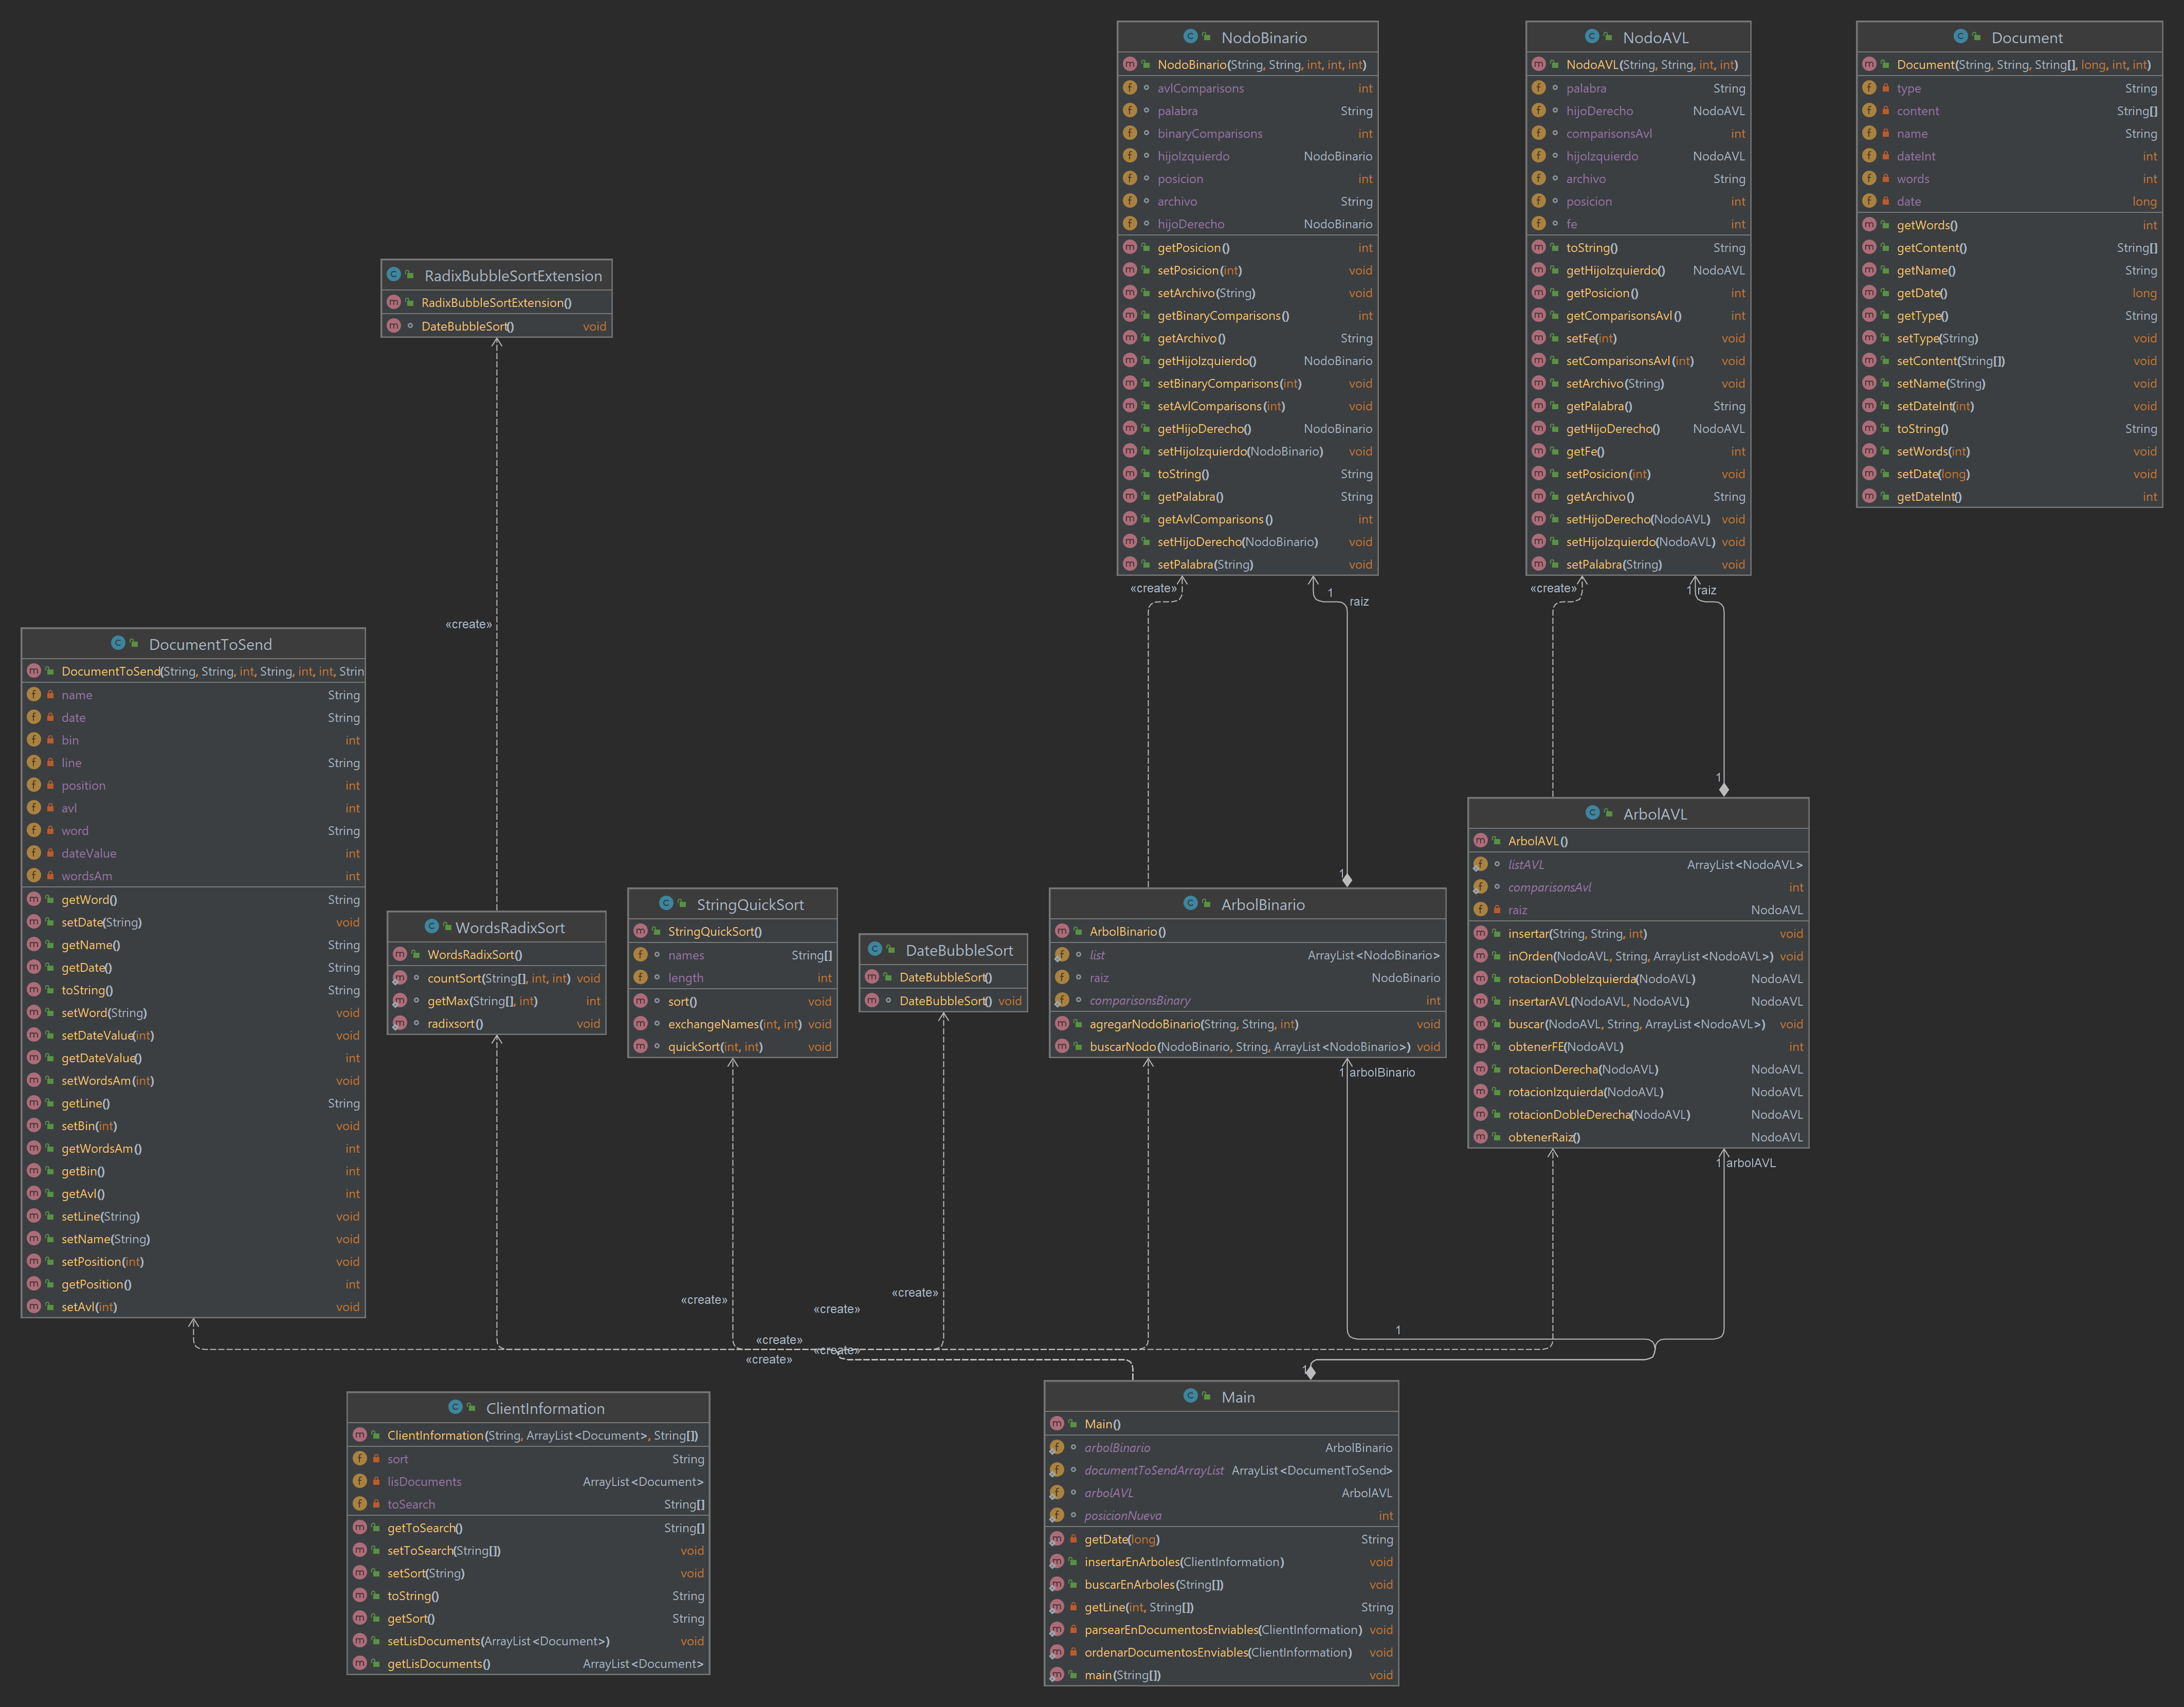 NodoBinario
NodoBinario(String, String, int, int, int)
avlComparisons int
palabra String
binaryComparisons int
hijoIzquierdo NodoBinario
posicion int
archivo String
hijoDerecho NodoBinario
getPosicion() int
setPosicion(int) void
setArchivo(String) void
getBinaryComparisons() int
getArchivo() String
getHijoIzquierdo() NodoBinario
setBinaryComparisons(int) void
setAvlComparisons(int) void
getHijoDerecho() NodoBinario
setHijoIzquierdo(NodoBinario) void
toString() String
getPalabra() String
getAvlComparisons() int
setHijoDerecho(NodoBinario) void
setPalabra(String) void
NodoAVL
NodoAVL(String, String, int, int)
palabra String
hijoDerecho NodoAVL
comparisonsAvl int
hijoIzquierdo NodoAVL
archivo String
posicion int
fe int
toString() String
getHijoIzquierdo() NodoAVL
getPosicion() int
getComparisonsAvl() int
setFe(int) void
setComparisonsAvl(int) void
setArchivo(String) void
getPalabra() String
getHijoDerecho() NodoAVL
getFe() int
setPosicion(int) void
getArchivo() String
setHijoDerecho(NodoAVL) void
setHijoIzquierdo(NodoAVL) void
setPalabra(String) void
Document
Document(String, String, String[], long, int, int)
type String
content String[]
name String
dateInt int
words int
date long
getWords() int
getContent() String[]
getName() String
getDate() long
getType() String
setType(String) void
setContent(String[]) void
setName(String) void
setDateInt(int) void
toString() String
setWords(int) void
setDate(long) void
getDateInt() int
RadixBubbleSortExtension
RadixBubbleSortExtension()
DateBubbleSort() void
«create»
«create»
1
raiz
«create»
1 raiz
1
1
DocumentToSend
DocumentToSend(String, String, int, String, int, int, Strin
name String
date String
bin int
line String
position int
avl int
word String
dateValue int
wordsAm int
getWord() String
setDate(String) void
getName() String
getDate() String
toString() String
setWord(String) void
setDateValue(int) void
getDateValue() int
setWordsAm(int) void
getLine() String
setBin(int) void
getWordsAm() int
getBin() int
getAvl() int
setLine(String) void
setName(String) void
setPosition(int) void
getPosition() int
setAvl(int) void
WordsRadixSort
WordsRadixSort()
countSort(String[], int, int) void
getMax(String[], int) int
radixsort() void
StringQuickSort
StringQuickSort()
names String[]
length int
sort() void
exchangeNames(int, int) void
quickSort(int, int) void
DateBubbleSort
DateBubbleSort()
DateBubbleSort() void
ArbolBinario
ArbolBinario()
list ArrayList<NodoBinario>
raiz NodoBinario
comparisonsBinary int
agregarNodoBinario(String, String, int) void
buscarNodo(NodoBinario, String, ArrayList<NodoBinario>) void
ArbolAVL
ArbolAVL()
listAVL ArrayList<NodoAVL>
comparisonsAvl int
raiz NodoAVL
insertar(String, String, int) void
inOrden(NodoAVL, String, ArrayList<NodoAVL>) void
rotacionDobleIzquierda(NodoAVL) NodoAVL
insertarAVL(NodoAVL, NodoAVL) NodoAVL
buscar(NodoAVL, String, ArrayList<NodoAVL>) void
obtenerFE(NodoAVL) int
rotacionDerecha(NodoAVL) NodoAVL
rotacionIzquierda(NodoAVL) NodoAVL
rotacionDobleDerecha(NodoAVL) NodoAVL
obtenerRaiz() NodoAVL
1 arbolBinario
1 arbolAVL
«create»
«create»
«create»
«create»
«create»
«create»
1
1
ClientInformation
ClientInformation(String, ArrayList<Document>, String[])
sort String
lisDocuments ArrayList<Document>
toSearch String[]
getToSearch() String[]
setToSearch(String[]) void
setSort(String) void
toString() String
getSort() String
setLisDocuments(ArrayList<Document>) void
getLisDocuments() ArrayList<Document>
Main
Main()
arbolBinario ArbolBinario
documentToSendArrayList ArrayList<DocumentToSend>
arbolAVL ArbolAVL
posicionNueva int
getDate(long) String
insertarEnArboles(ClientInformation) void
buscarEnArboles(String[]) void
getLine(int, String[]) String
parsearEnDocumentosEnviables(ClientInformation) void
ordenarDocumentosEnviables(ClientInformation) void
main(String[]) void